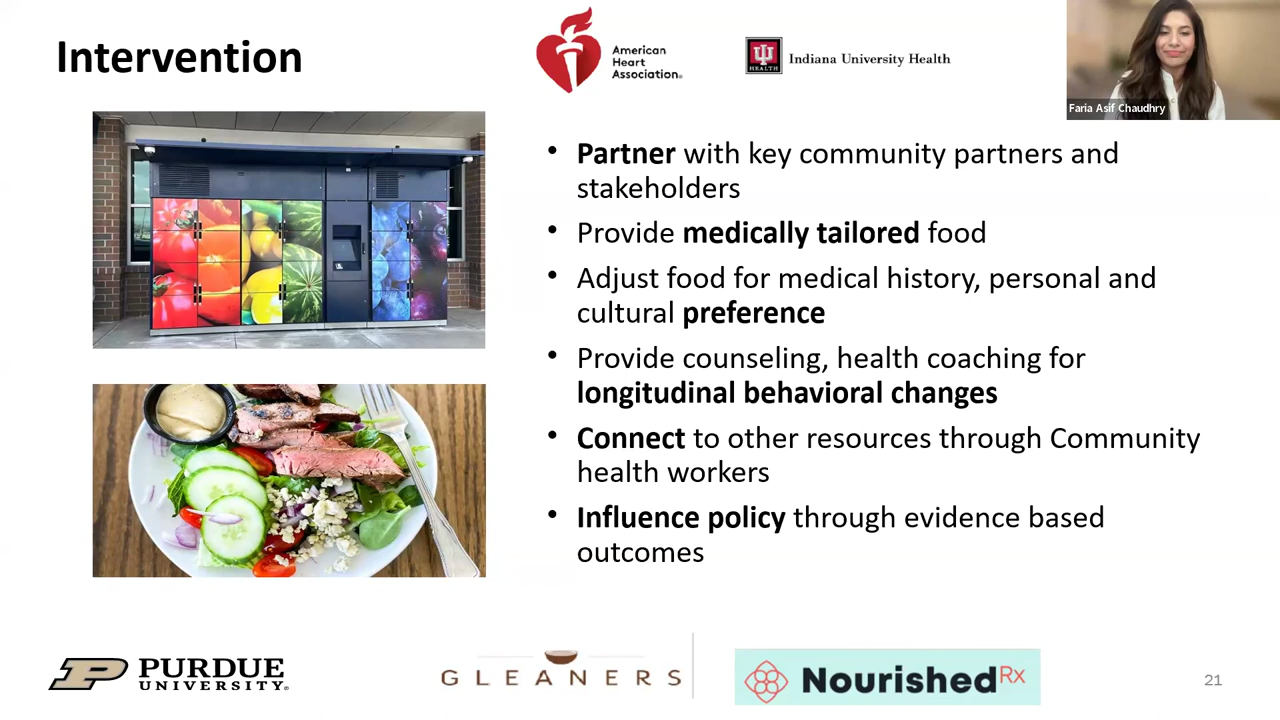 Intervention
American
Heart
Association®
HEALTH
Indiana University Health
Faria Asif Chaudhry
• Partner with key community partners and
stakeholders
• Provide medically tailored food
• Adjust food for medical history, personal and
cultural preference
• Provide counseling, health coaching for
longitudinal behavioral changes
• Connect to other resources through Community
health workers
• Influence policy through evidence based
outcomes
PURDUE
UNIVERSITY®
GLEANERS
NourishedRx
21